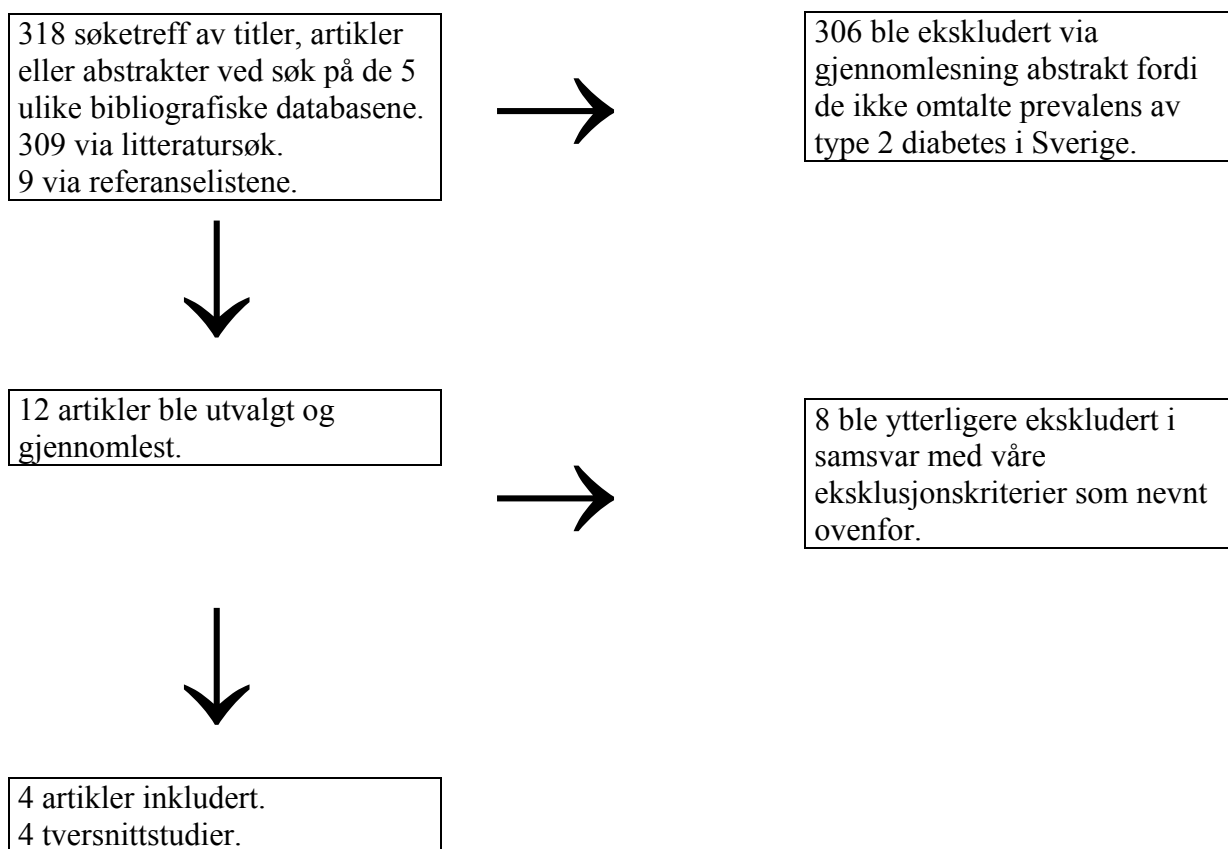 318 søketreff av titler, artikler
eller abstrakter ved søk på de 5
ulike bibliografiske databasene.
309 via litteratursøk.
9 via referanselistene.
306 ble ekskludert via
gjennomlesning abstrakt fordi
de ikke omtalte prevalens av
type 2 diabetes i Sverige.
12 artikler ble utvalgt og
gjennomlest.
8 ble ytterligere ekskludert i
samsvar med våre
eksklusjonskriterier som nevnt
ovenfor.
4 artikler inkludert.
4 tversnittstudier.